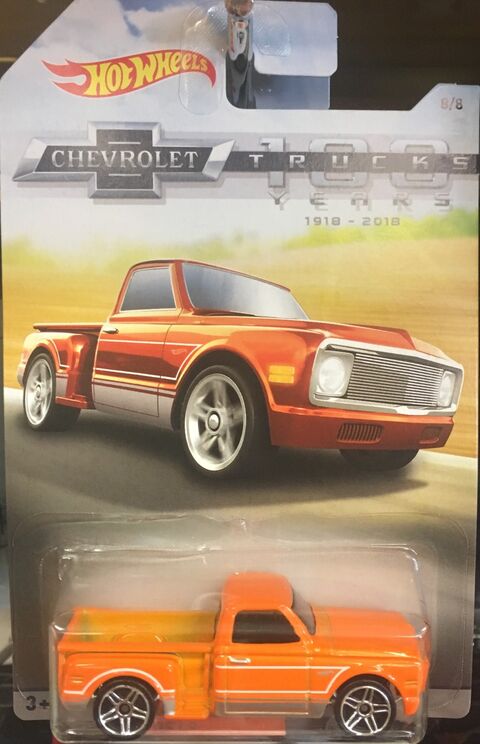 Hot Wheels
8/8
CHEVROLET TRUCKS
100
YEARS
1918 - 2018
3+